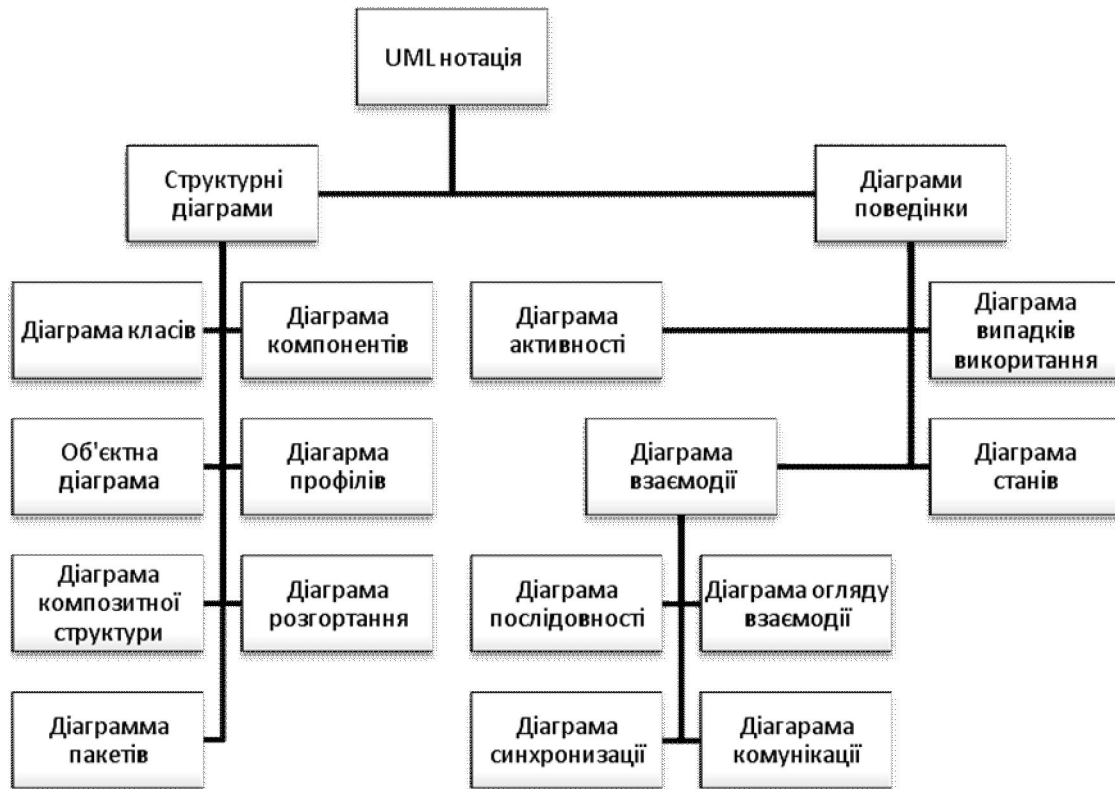 UML нотація
Структурні
діаграми
Діаграми
поведінки
Діаграма класів
Діаграма
компонентів
Діаграма
активності
Діаграма
випадків
викоритання
Об'єктна
діаграма
Діагарма
профілів
Діаграма
взаємодії
Діаграма
станів
Діаграма
композитної
структури
Діаграма
розгортання
Діаграма
послідовності
Діаграма огляду
взаємодії
Діаграмма
пакетів
Діаграма
синхронизації
Діагарама
комунікації